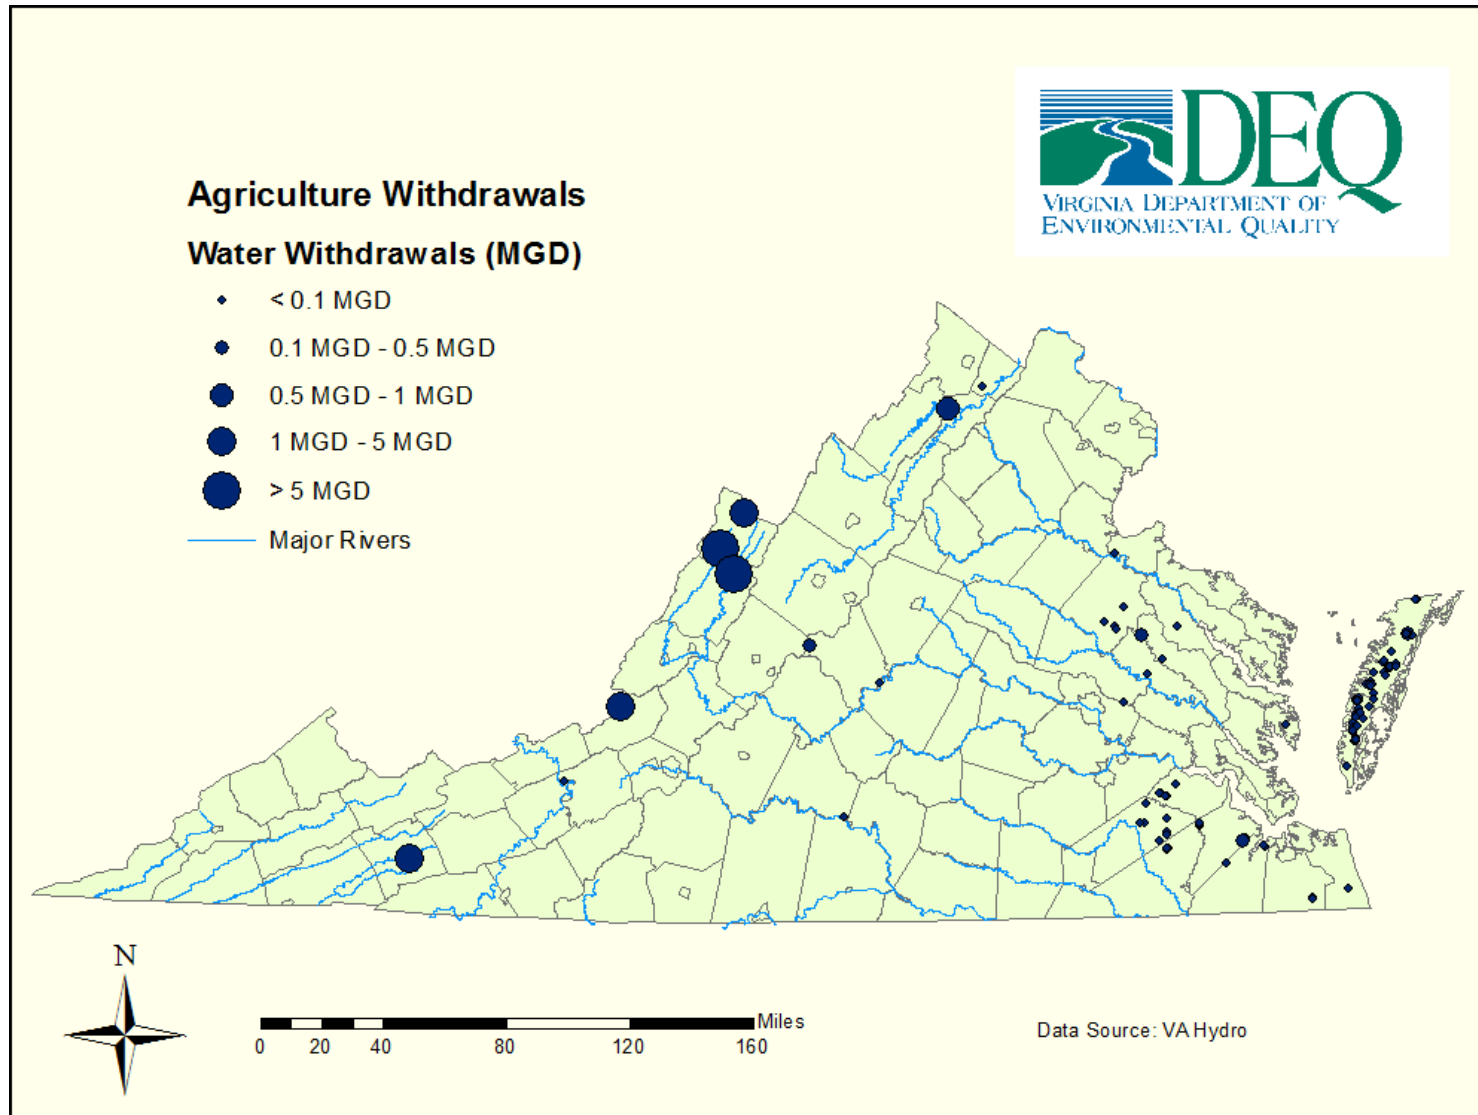 DEQ
VIRGINIA DEPARTMENT OF
ENVIRONMENTAL QUALITY
Agriculture Withdrawals
Water Withdrawals (MGD)
< 0.1 MGD
0.1 MGD - 0.5 MGD
0.5 MGD - 1 MGD
1 MGD - 5 MGD
> 5 MGD
Major Rivers
N
Miles
0 20 40 80 120 160
Data Source: VA Hydro